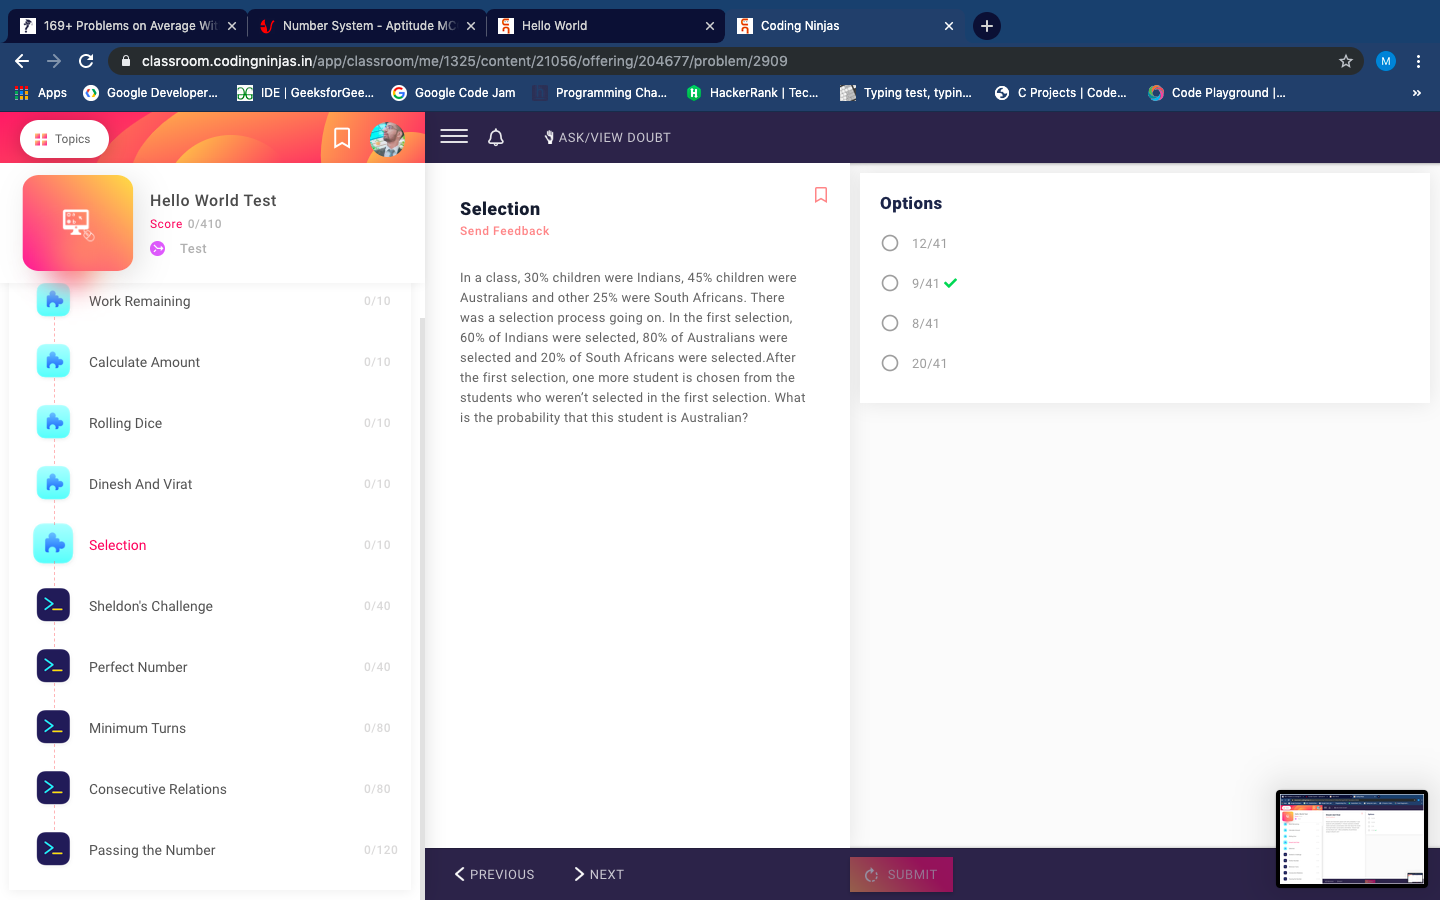 169+ Problems on Average Wit
Number System - Aptitude MC
Hello World
Coding Ninjas
classroom.codingninjas.in/app/classroom/me/1325/content/21056/offering/204677/problem/2909
M
Apps
Google Developer...
IDE | GeeksforGee...
Google Code Jam
Programming Cha...
HackerRank | Tec...
Typing test, typin...
C Projects | Code...
Code Playground |...
»
Topics
ASK/VIEW DOUBT
Hello World Test
Score 0/410
Test
Work Remaining 0/10
Calculate Amount 0/10
Rolling Dice 0/10
Dinesh And Virat 0/10
Selection 0/10
Sheldon's Challenge 0/40
Perfect Number 0/40
Minimum Turns 0/80
Consecutive Relations 0/80
Passing the Number 0/120
Selection
Send Feedback
In a class, 30% children were Indians, 45% children were
Australians and other 25% were South Africans. There
was a selection process going on. In the first selection,
60% of Indians were selected, 80% of Australians were
selected and 20% of South Africans were selected.After
the first selection, one more student is chosen from the
students who weren't selected in the first selection. What
is the probability that this student is Australian?
Options
12/41
9/41
8/41
20/41
PREVIOUS
NEXT
SUBMIT